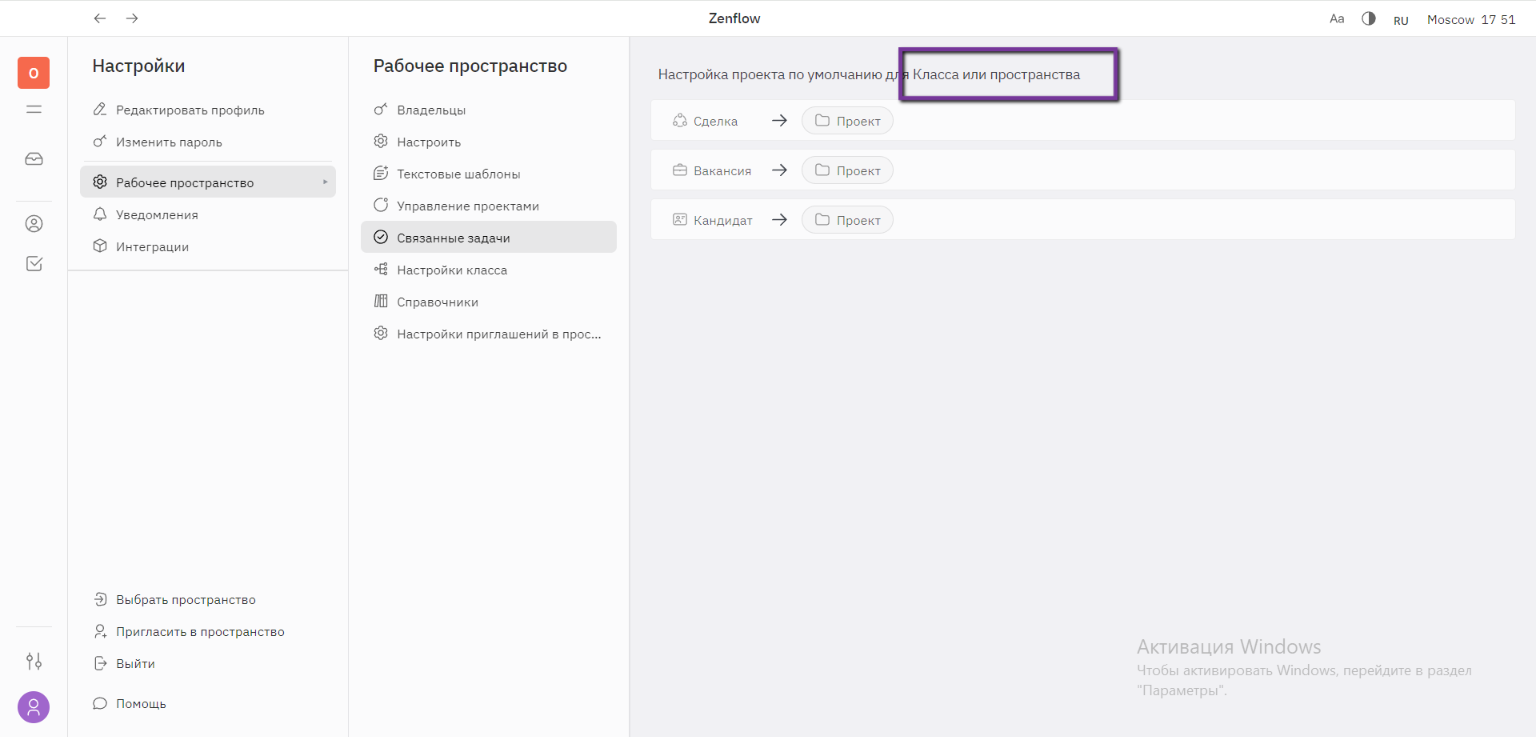 Zenflow
Aa
RU
Moscow 17 51
О
Настройки
Редактировать профиль
Изменить пароль
Рабочее пространство
Уведомления
Интеграции
Выбрать пространство
Пригласить в пространство
Выйти
Помощь
Рабочее пространство
Владельцы
Настроить
Текстовые шаблоны
Управление проектами
Связанные задачи
Настройки класса
Справочники
Настройки приглашений в прос...
Настройка проекта по умолчанию для Класса или пространства
Сделка → Проект
Вакансия → Проект
Кандидат → Проект
Активация Windows
Чтобы активировать Windows, перейдите в раздел
"Параметры".